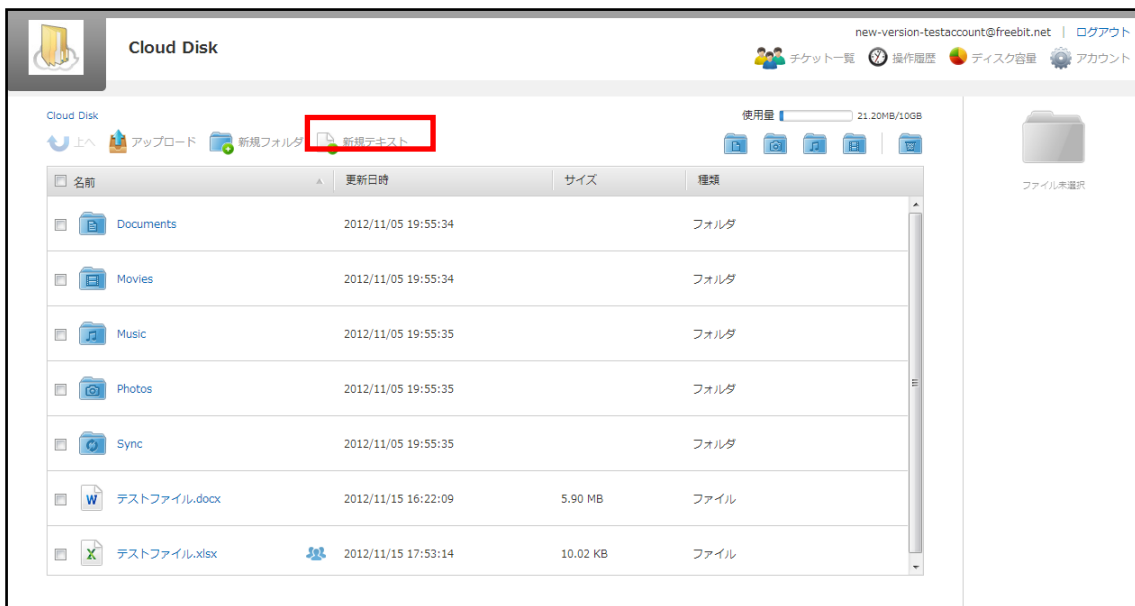 new-version-testaccount@freebit.net | ログアウト
Cloud Disk
チケット一覧 操作履歴 ディスク容量 アカウント
Cloud Disk
使用量 21.20MB/10GB
上へ アップロード 新規フォルダ 新規テキスト
名前 更新日時 サイズ 種類
ファイル未選択
Documents 2012/11/05 19:55:34 フォルダ
Movies 2012/11/05 19:55:34 フォルダ
Music 2012/11/05 19:55:35 フォルダ
Photos 2012/11/05 19:55:35 フォルダ
Sync 2012/11/05 19:55:35 フォルダ
テストファイル.docx 2012/11/15 16:22:09 5.90 MB ファイル
テストファイル.xlsx 2012/11/15 17:53:14 10.02 KB ファイル